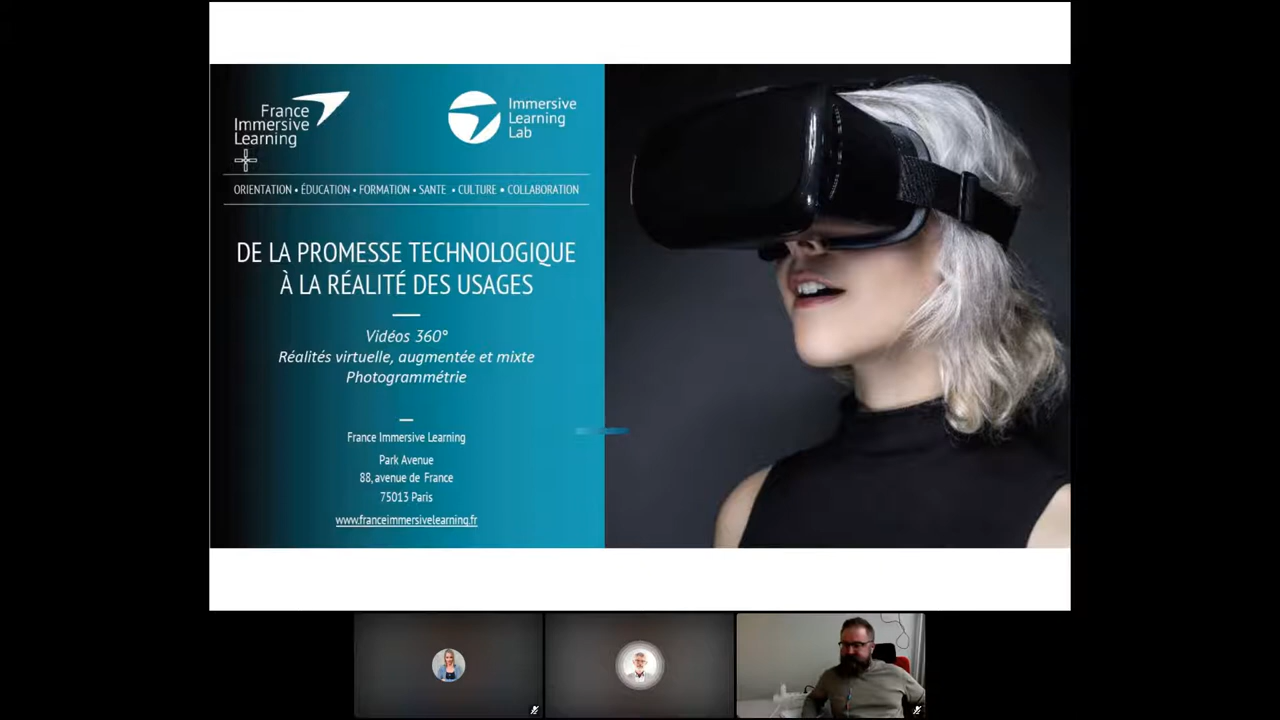 France
Immersive
Learning
Immersive
Learning
Lab
ORIENTATION • ÉDUCATION • FORMATION • SANTE • CULTURE • COLLABORATION
DE LA PROMESSE TECHNOLOGIQUE
À LA RÉALITÉ DES USAGES
Vidéos 360°
Réalités virtuelle, augmentée et mixte
Photogrammétrie
France Immersive Learning
Park Avenue
88, avenue de France
75013 Paris
www.franceimmersivelearning.fr